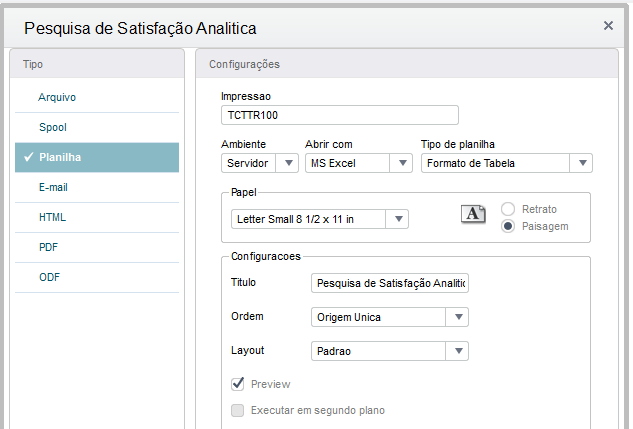 Pesquisa de Satisfação Analitica
Tipo
Arquivo
Spool
Planilha
E-mail
HTML
PDF
ODF
Configurações
Impressao
TCTTR100
Ambiente Abrir com Tipo de planilha
Servidor MS Excel Formato de Tabela
Papel
Letter Small 8 1/2 x 11 in
A
Retrato
Paisagem
Configuracoes
Titulo Pesquisa de Satisfação Analitic
Ordem Origem Unica
Layout Padrao
Preview
Executar em segundo plano